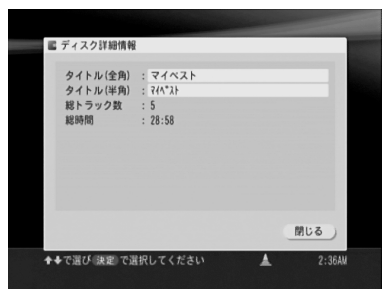 ディスク詳細情報
タイトル(全角) : マイベスト
タイトル(半角) : ﾏｲﾍﾞｽﾄ
総トラック数 : 5
総時間 : 28:58
閉じる
↑↓で選び 決定 で選択してください 2:36AM